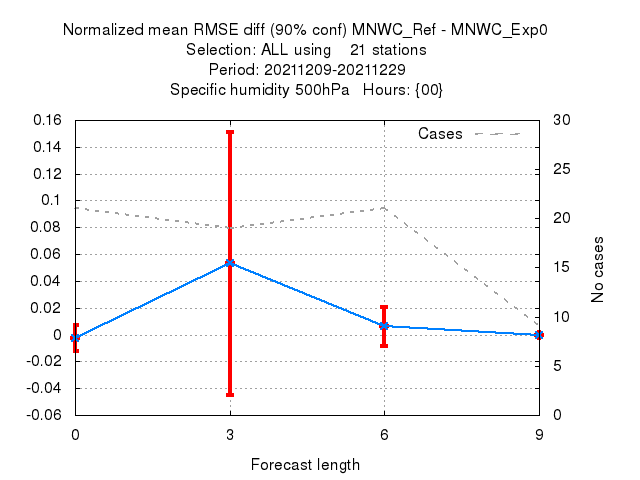 Normalized mean RMSE diff (90% conf) MNWC_Ref - MNWC_Exp0
Selection: ALL using 21 stations
Period: 20211209-20211229
Specific humidity 500hPa Hours: {00}
Cases
0.16
0.14
0.12
0.1
0.08
0.06
0.04
0.02
0
-0.02
-0.04
-0.06
30
25
20
15
10
5
0
No cases
0 3 6 9
Forecast length